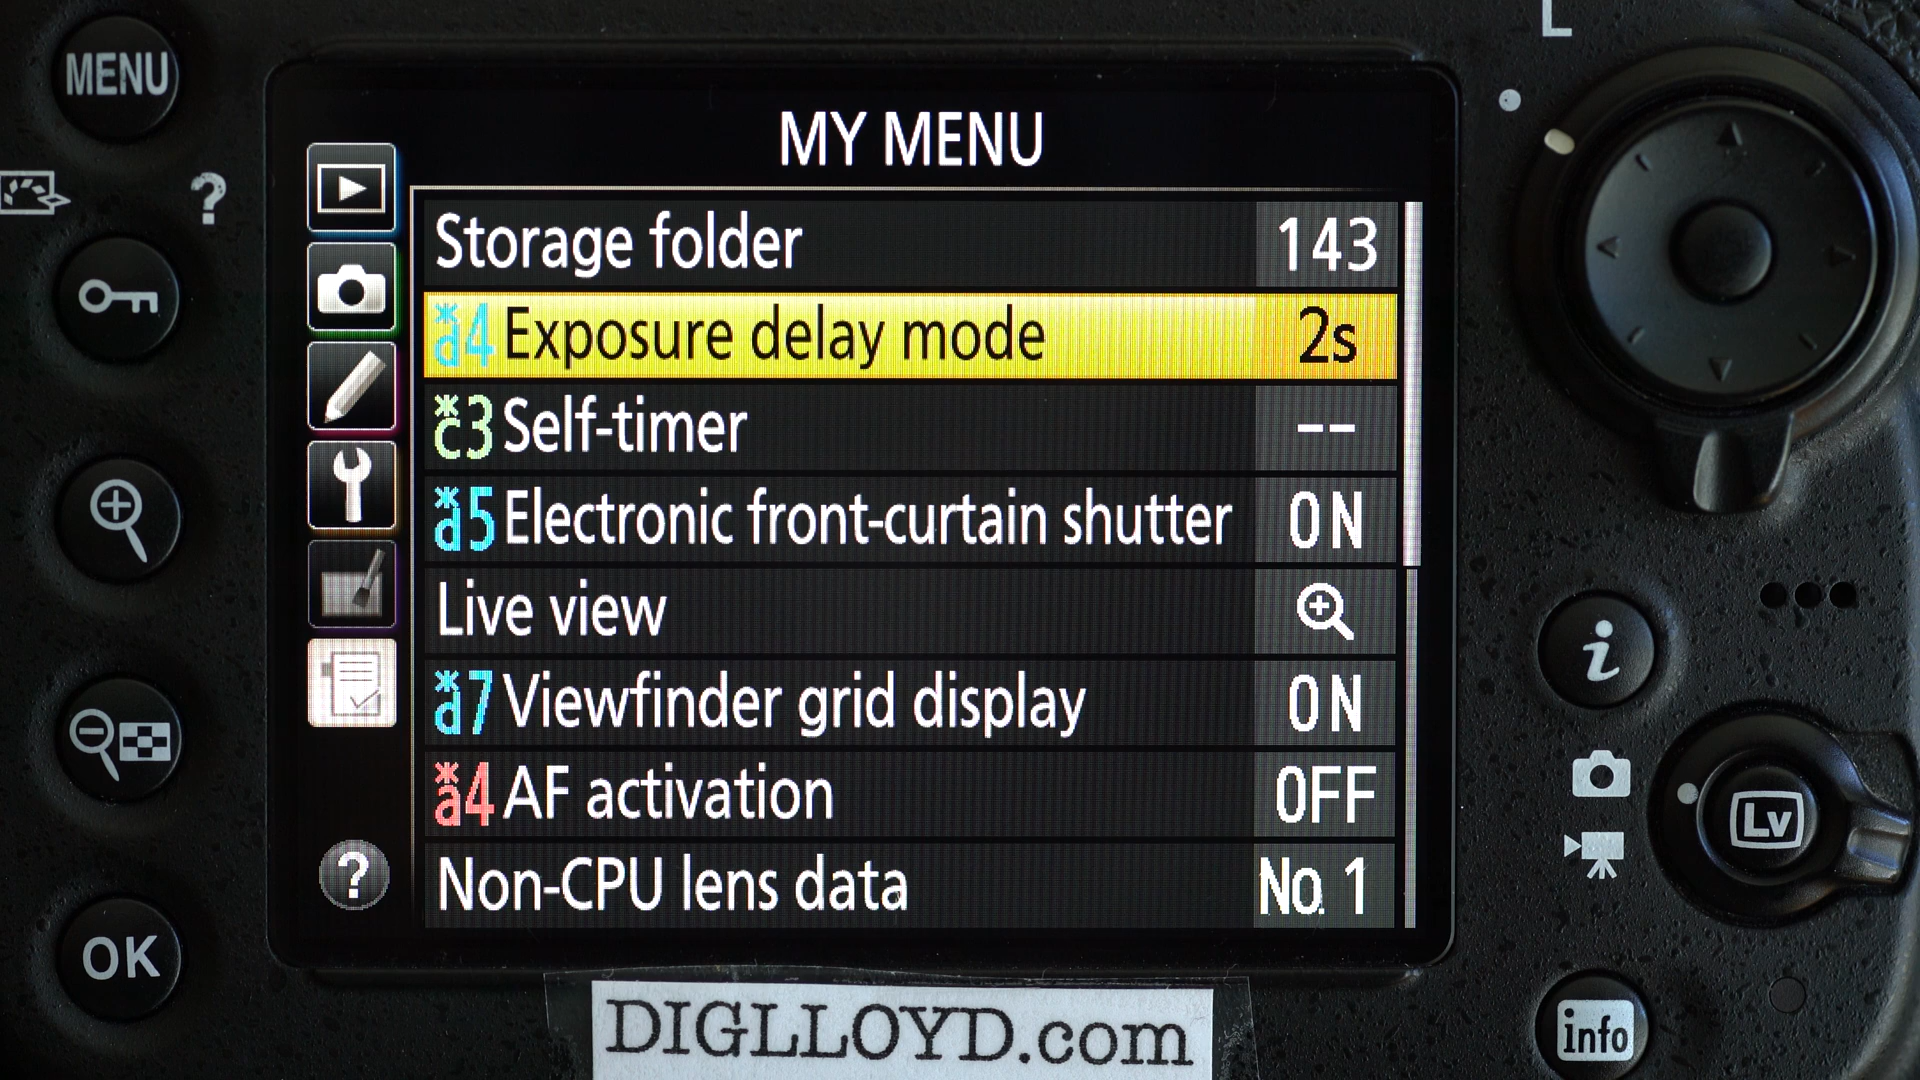 L
MENU
?
MY MENU
Storage folder 143
*d4 Exposure delay mode 2s
*c3 Self-timer --
*d5 Electronic front-curtain shutter ON
Live view
*d7 Viewfinder grid display ON
*a4 AF activation OFF
Non-CPU lens data No. 1
?
i
Lv
OK
info
DIGLLOYD.com